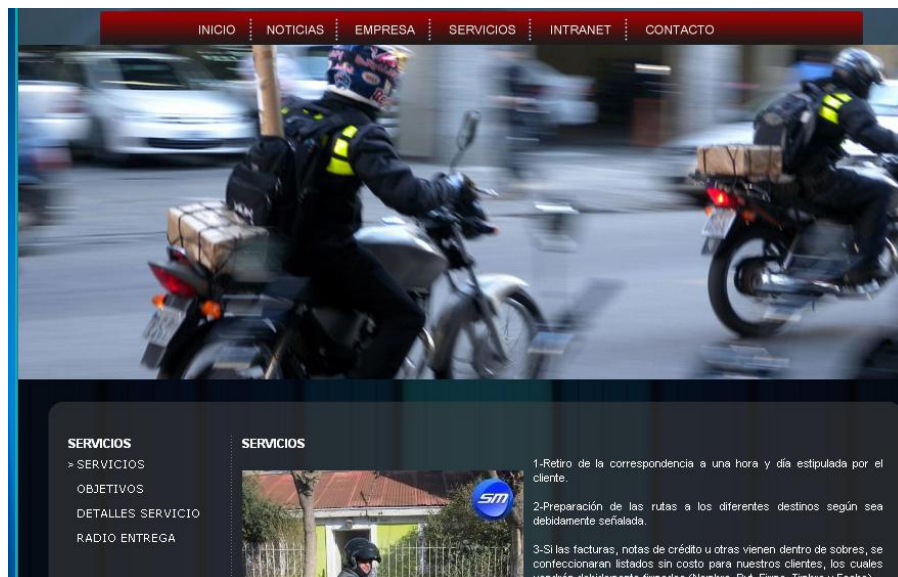 INICIO NOTICIAS EMPRESA SERVICIOS INTRANET CONTACTO
SERVICIOS
> SERVICIOS
OBJETIVOS
DETALLES SERVICIO
RADIO ENTREGA
SERVICIOS
SM
1-Retiro de la correspondencia a una hora y día estipulada por el
cliente.
2-Preparación de las rutas a los diferentes destinos según sea
debidamente señalada.
3-Si las facturas, notas de crédito u otras vienen dentro de sobres, se
confeccionaran listados sin costo para nuestros clientes, los cuales